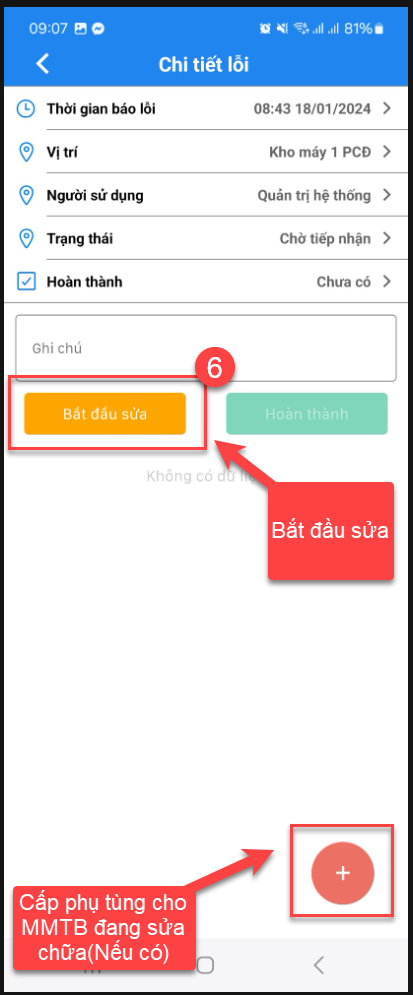 09:07 81%
Chi tiết lỗi
Thời gian báo lỗi 08:43 18/01/2024
Vị trí Kho máy 1 PCĐ
Người sử dụng Quản trị hệ thống
Trạng thái Chờ tiếp nhận
Hoàn thành Chưa có
Ghi chú
6
Bắt đầu sửa Hoàn thành
Không có dữ
Bắt đầu sửa
+
Cấp phụ tùng cho
MMTB đang sửa
chữa(Nếu có)